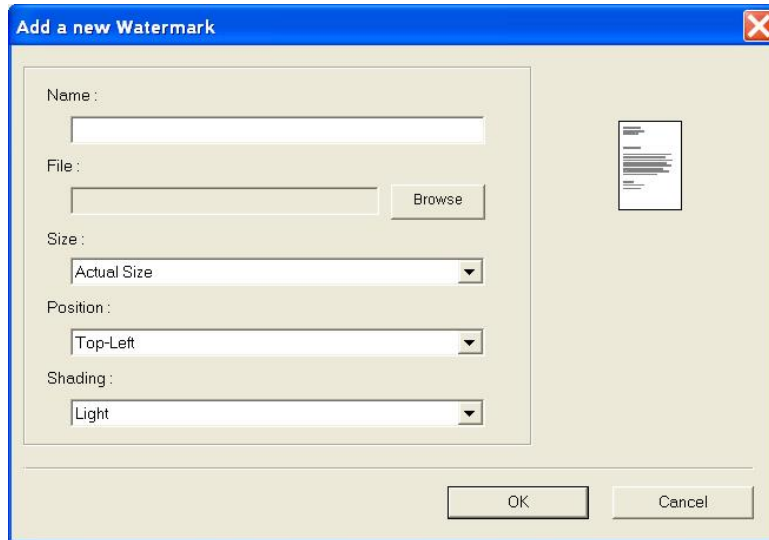 Add a new Watermark
Name :
File :
Browse
Size :
Actual Size
Position :
Top-Left
Shading :
Light
OK
Cancel